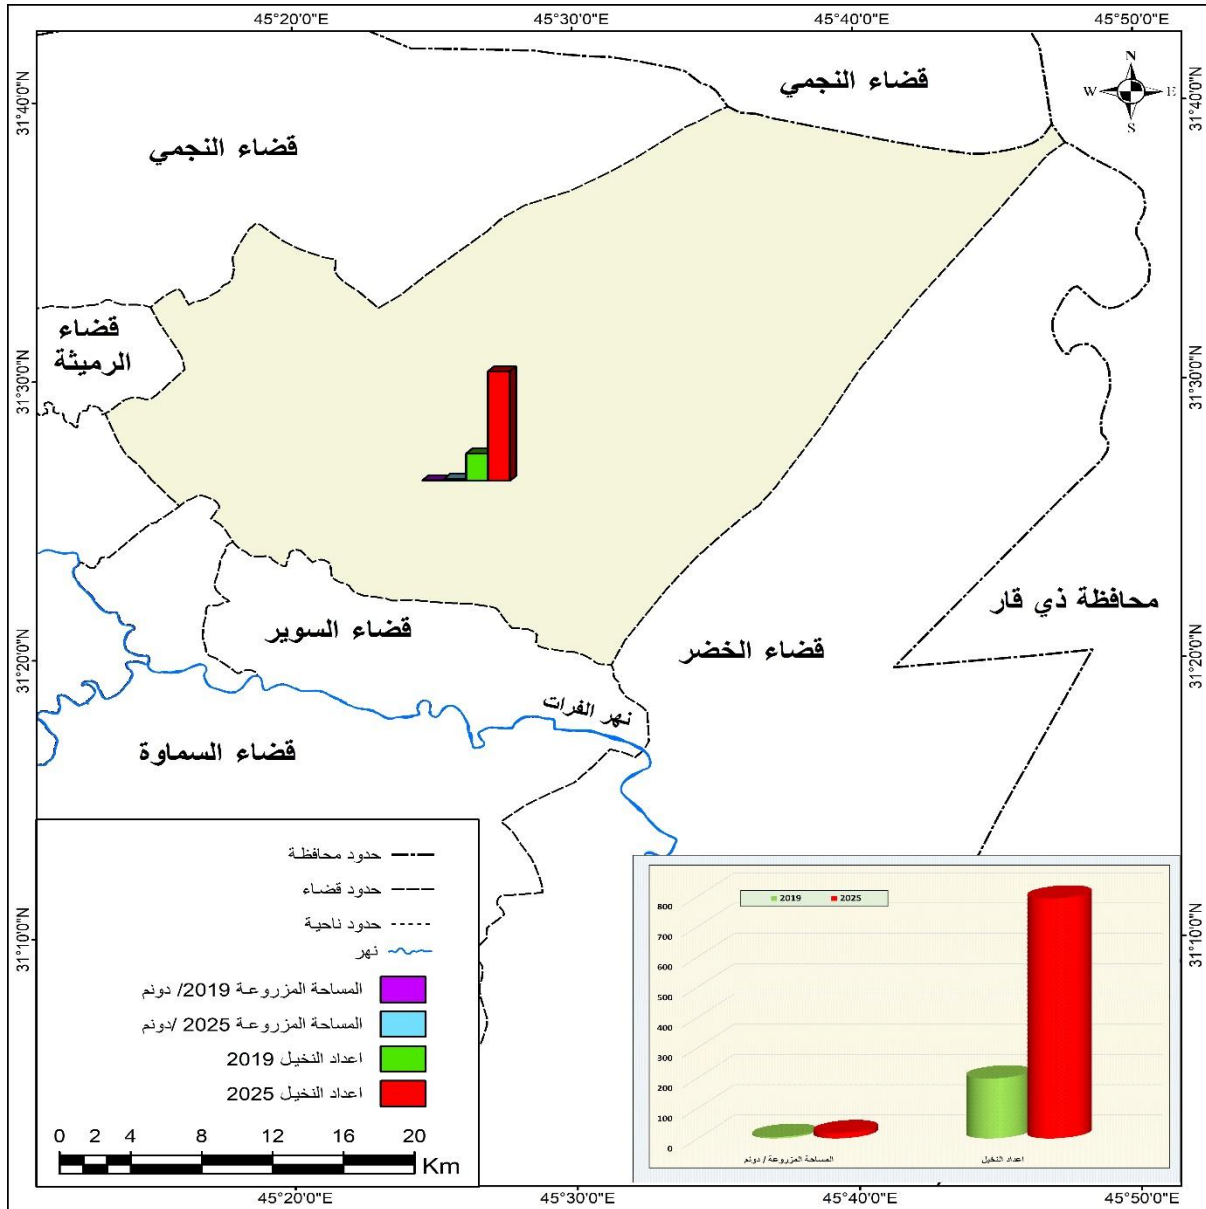 45°20'0"E
45°30'0"E
45°40'0"E
45°50'0"E
31°40'0"N
31°40'0"N
31°30'0"N
31°30'0"N
31°20'0"N
31°20'0"N
31°10'0"N
31°10'0"N
N
W E
S
قضاء النجمي
قضاء النجمي
قضاء
الرميثة
محافظة ذي قار
قضاء السوير
قضاء الخضر
نهر الفرات
قضاء السماوة
حدود محافظة
حدود قضاء
حدود ناحية
نهر
المساحة المزروعة 2019/ دونم
المساحة المزروعة 2025 /دونم
اعداد النخيل 2019
اعداد النخيل 2025
0 2 4 8 12 16 20
Km
2019 2025
800
700
600
500
400
300
200
100
0
المساحة المزروعة / دونم
اعداد النخيل
45°20'0"E
45°30'0"E
45°40'0"E
45°50'0"E